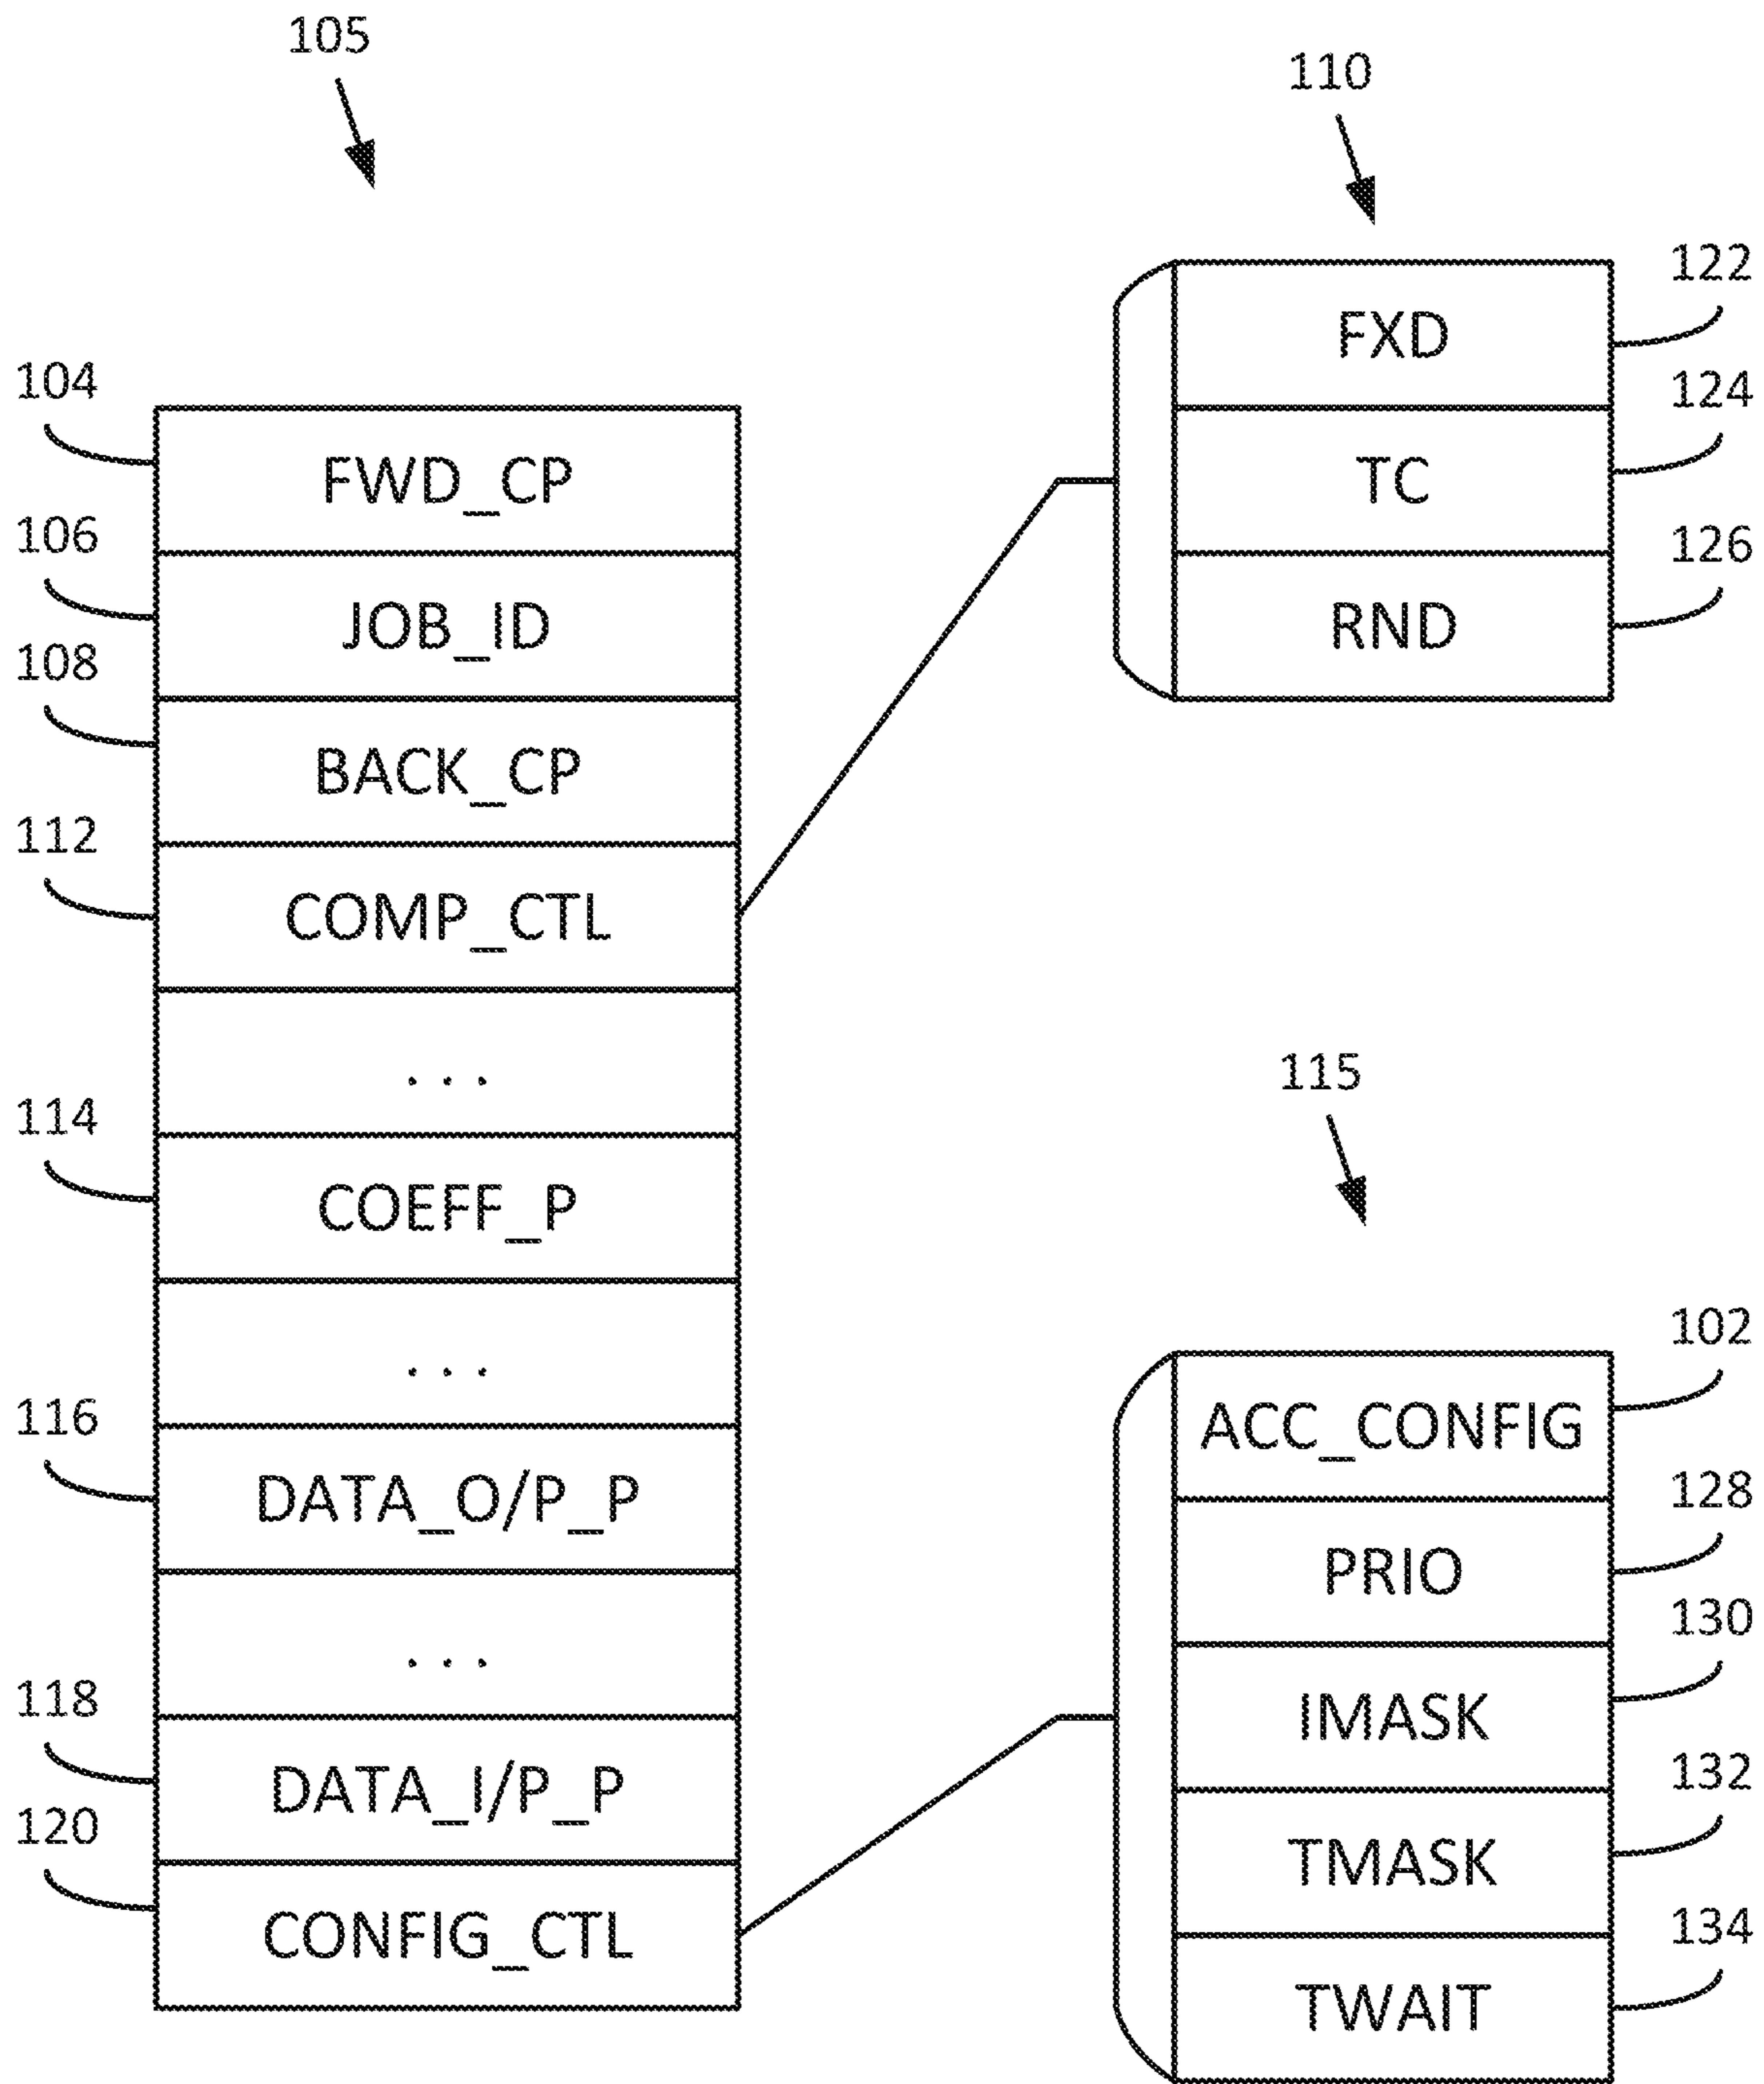 105
104
FWD_CP
106
JOB_ID
108
BACK_CP
112
COMP_CTL
. . .
114
COEFF_P
. . .
116
DATA_O/P_P
. . .
118
DATA_I/P_P
120
CONFIG_CTL
110
122
FXD
124
TC
126
RND
115
102
ACC_CONFIG
128
PRIO
130
IMASK
132
TMASK
134
TWAIT